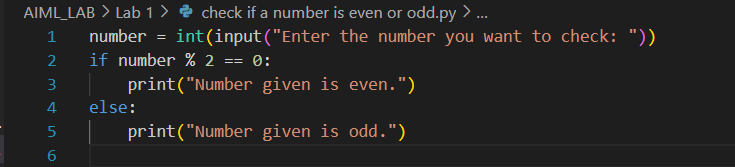 AIML_LAB > Lab 1 > check if a number is even or odd.py > ...
1 number = int(input("Enter the number you want to check: "))
2 if number % 2 == 0:
3     print("Number given is even.")
4 else:
5     print("Number given is odd.")
6